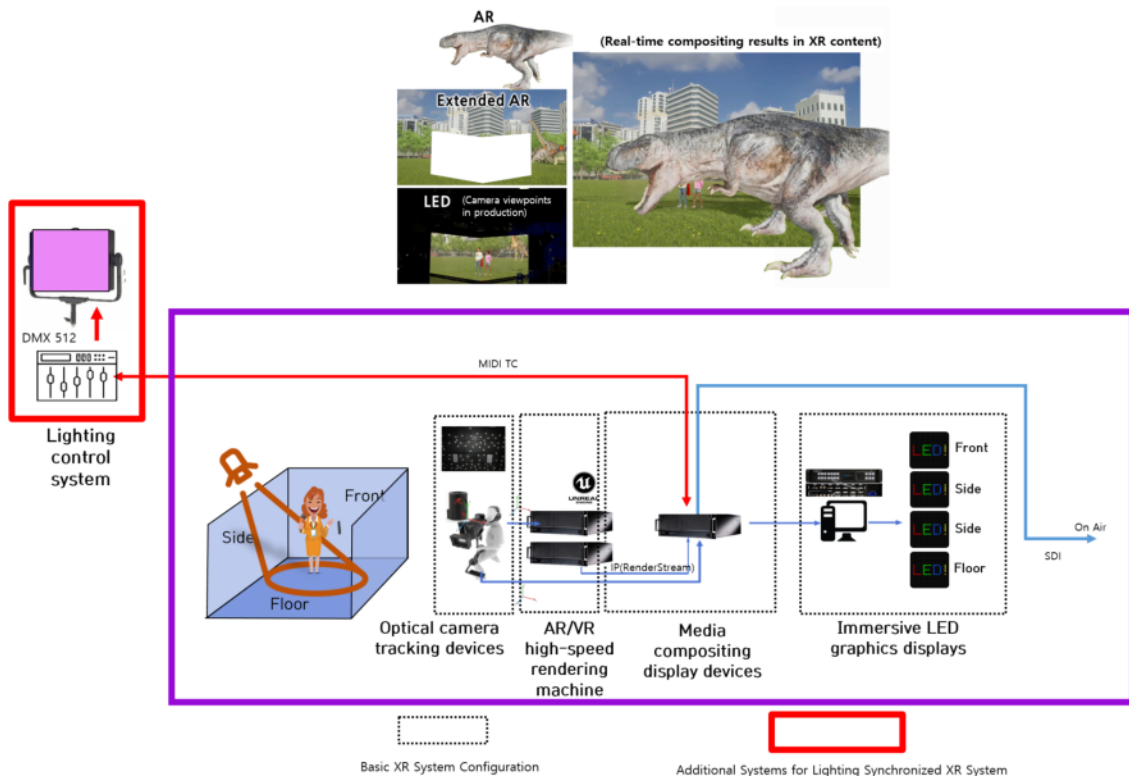 AR
(Real-time compositing results in XR content)
Extended AR
LED
(Camera viewpoints
in production)
DMX 512
Lighting
control
system
MIDI TC
Front
Side
Floor
UNREAL
IP(RenderStream)
LED!
Front
LED!
Side
LED!
Side
LED!
Floor
On Air
SDI
Optical camera
tracking devices
AR/VR
high-speed
rendering
machine
Media
compositing
display devices
Immersive LED
graphics displays
Basic XR System Configuration
Additional Systems for Lighting Synchronized XR System